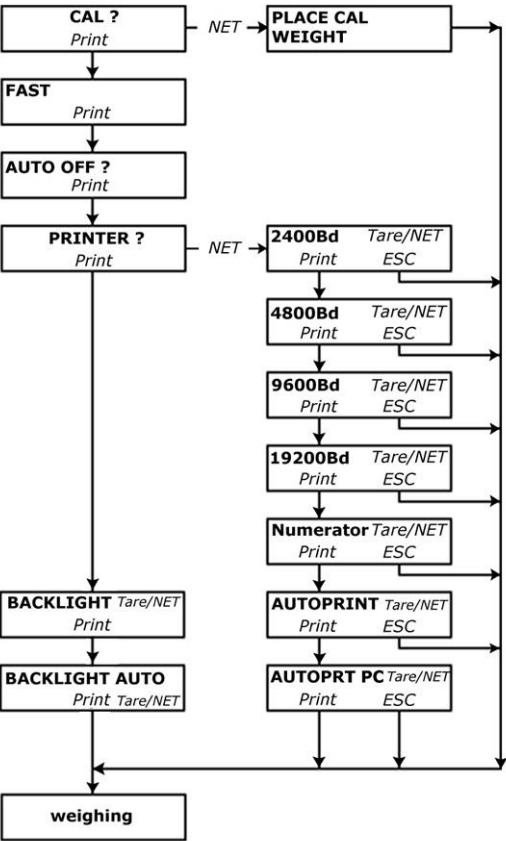 CAL ? NET PLACE CAL
Print WEIGHT
FAST
Print
AUTO OFF ?
Print
PRINTER ? NET
Print
2400Bd Tare/NET
Print ESC
4800Bd Tare/NET
Print ESC
9600Bd Tare/NET
Print ESC
19200Bd Tare/NET
Print ESC
Numerator Tare/NET
Print ESC
AUTOPRINT Tare/NET
Print ESC
AUTOPRT PC Tare/NET
Print ESC
BACKLIGHT Tare/NET
Print
BACKLIGHT AUTO
Print Tare/NET
weighing